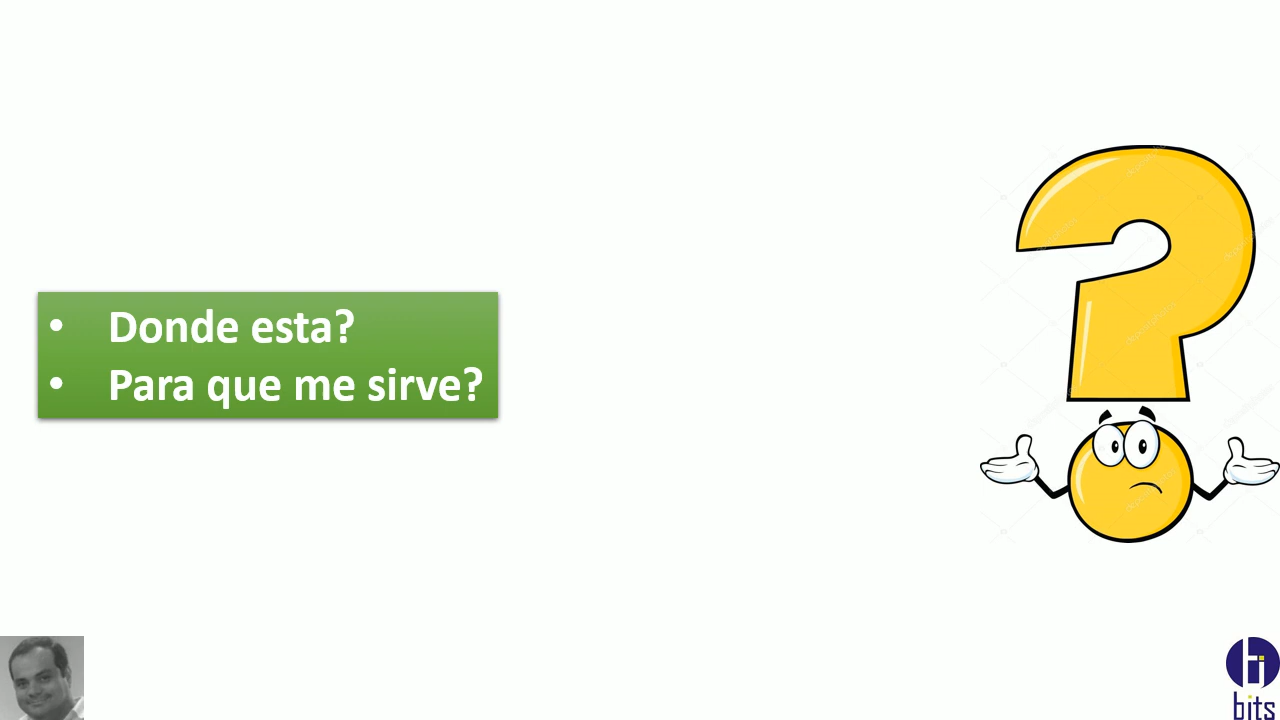 • Donde esta?
• Para que me sirve?
bits